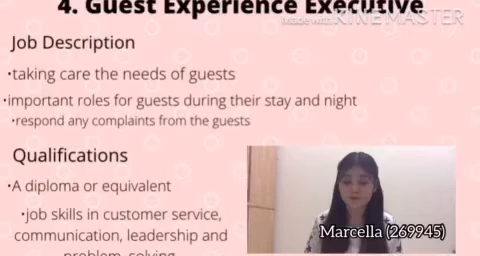 4. Guest Experience Executive
Made with KINEMASTER
Job Description
•taking care the needs of guests
•important roles for guests during their stay and night
•respond any complaints from the guests
Qualifications
•A diploma or equivalent
•job skills in customer service,
communication, leadership and
problem-solving
Marcella (269945)